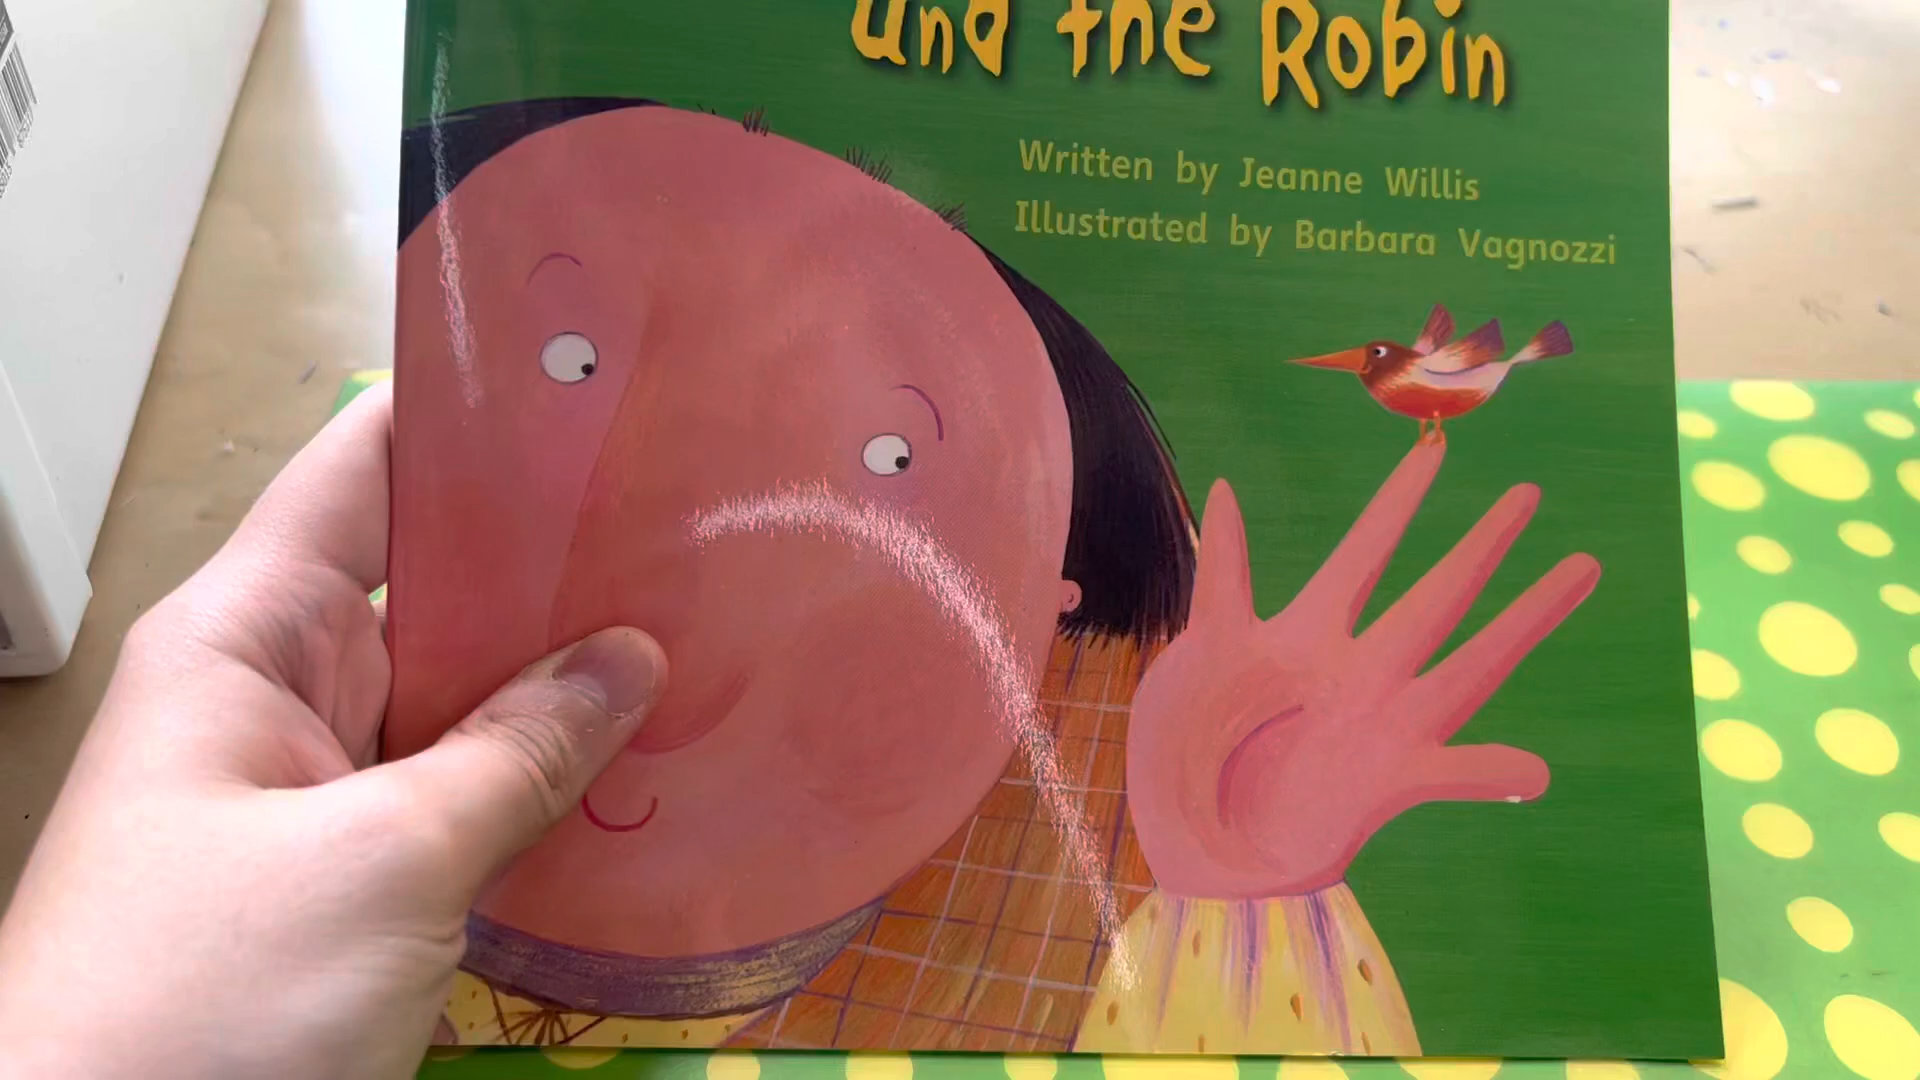 and the Robin
Written by Jeanne Willis
Illustrated by Barbara Vagnozzi